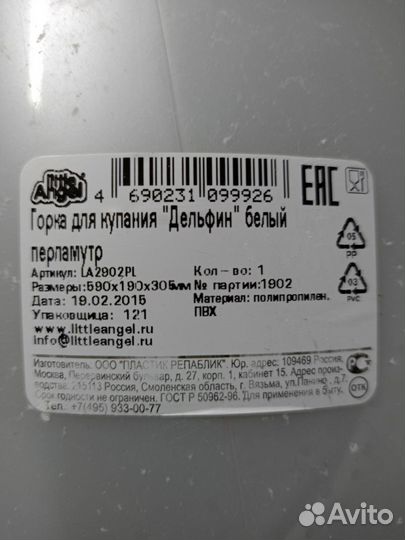 Little
Angel
4 690231 099926
EAC
Горка для купания "Дельфин" белый
перламутр
05
PP
Артикул: LA2902PL Кол-во: 1
Размеры:590x190x305мм № партии:1902
Дата: 19.02.2015 Материал: полипропилен.
Упаковщица: 121 ПВХ
03
PVC
www.littleangel.ru
info@littleangel.ru
Изготовитель: ООО "ПЛАСТИК РЕПАБЛИК". Юр. адрес: 109469 Россия,
Москва, Перервинский бульвар, д. 27, корп. 1, кабинет 15. Адрес произ-
водства: 215113 Россия, Смоленская область, г. Вязьма, ул.Панино, д.7.
Срок годности не ограничен. ГОСТ Р 50962-96. Для применения в быту.
Тел.: +7(495) 933-00-77
ОТК
Avito